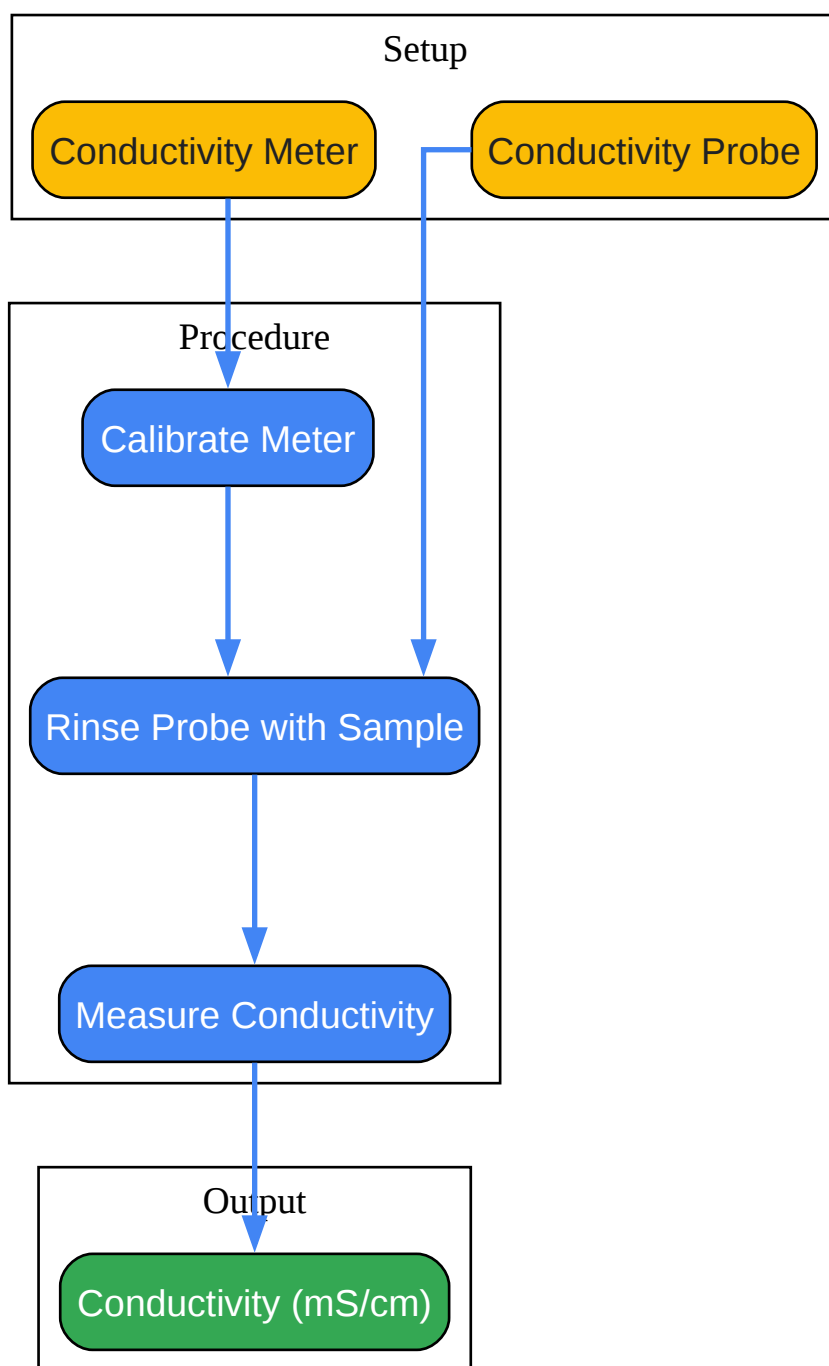 Setup
Conductivity Meter
Conductivity Probe
Procedure
Calibrate Meter
Rinse Probe with Sample
Measure Conductivity
Output
Conductivity (mS/cm)